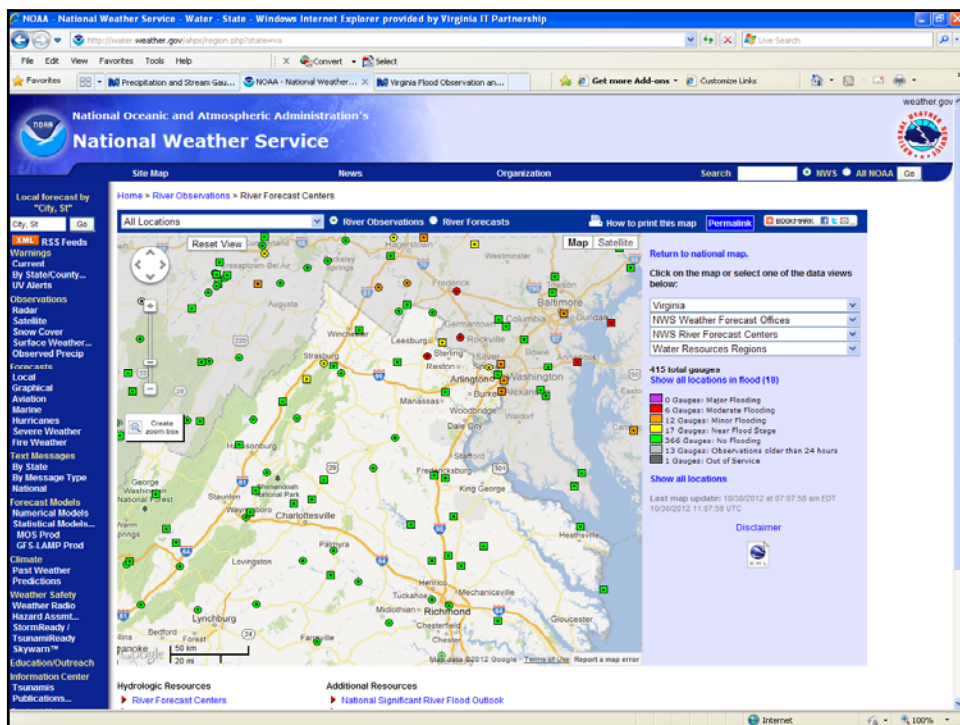 NOAA - National Weather Service - Water - State - Windows Internet Explorer provided by Virginia IT Partnership
http://water.weather.gov/ahps/region.php?state=va
Live Search
File Edit View Favorites Tools Help
X Convert Select
Favorites
Precipitation and Stream Gau...
NOAA - National Weather... X
Virginia Flood Observation an...
Get more Add-ons
Customize Links
weather.gov
NOAA
National Oceanic and Atmospheric Administration's
National Weather Service
Site Map News Organization Search NWS All NOAA Go
Local forecast by
"City, St"
City, St Go
XML RSS Feeds
Warnings
Current
By State/County...
UV Alerts
Observations
Radar
Satellite
Snow Cover
Surface Weather...
Observed Precip
Forecasts
Local
Graphical
Aviation
Marine
Hurricanes
Severe Weather
Fire Weather
Text Messages
By State
By Message Type
National
Forecast Models
Numerical Models
Statistical Models...
MOS Prod
GFS-LAMP Prod
Climate
Past Weather
Predictions
Weather Safety
Weather Radio
Hazard Assmt...
StormReady /
TsunamiReady
Skywarn™
Education/Outreach
Information Center
Tsunamis
Publications...
Home > River Observations > River Forecast Centers
All Locations River Observations River Forecasts How to print this map Permalink BOOKMARK
Reset View
Map Satellite
Create
zoom box
Hagerstown
Westminster
Berkeley
Springs
Frederick
Towson
Baltimore
Augusta
Germantown
Columbia
Dundalk
Winchester
Leesburg
Rockville
Strasburg
Sterling
Silver
Bowie
Annapolis
Reston
Arlington
Washington
Burke
Manassas
Woodbridge
Waldorf
Dale City
Stafford
Harrisonburg
George
Washington
National Forest
Fredericksburg
King George
Staunton
Shenandoah
National Park
Waynesboro
Charlottesville
Heathsville
Palmyra
Lovingston
Henrico
Mechanicsville
Tuckahoe
Midlothian
Richmond
Lynchburg
Gloucester
Chesterfield
Chester
Bedford
Forest
Farmville
50 km
20 mi
Map data ©2012 Google - Terms of Use Report a map error
Return to national map.
Click on the map or select one of the data views
below:
Virginia
NWS Weather Forecast Offices
NWS River Forecast Centers
Water Resources Regions
415 total gauges
Show all locations in flood (18)
0 Gauges: Major Flooding
6 Gauges: Moderate Flooding
12 Gauges: Minor Flooding
17 Gauges: Near Flood Stage
366 Gauges: No Flooding
13 Gauges: Observations older than 24 hours
1 Gauges: Out of Service
Show all locations
Last map update: 10/30/2012 at 07:07:58 am EDT
10/30/2012 11:07:58 UTC
Disclaimer
KML
Hydrologic Resources
River Forecast Centers
Additional Resources
National Significant River Flood Outlook
Internet
100%